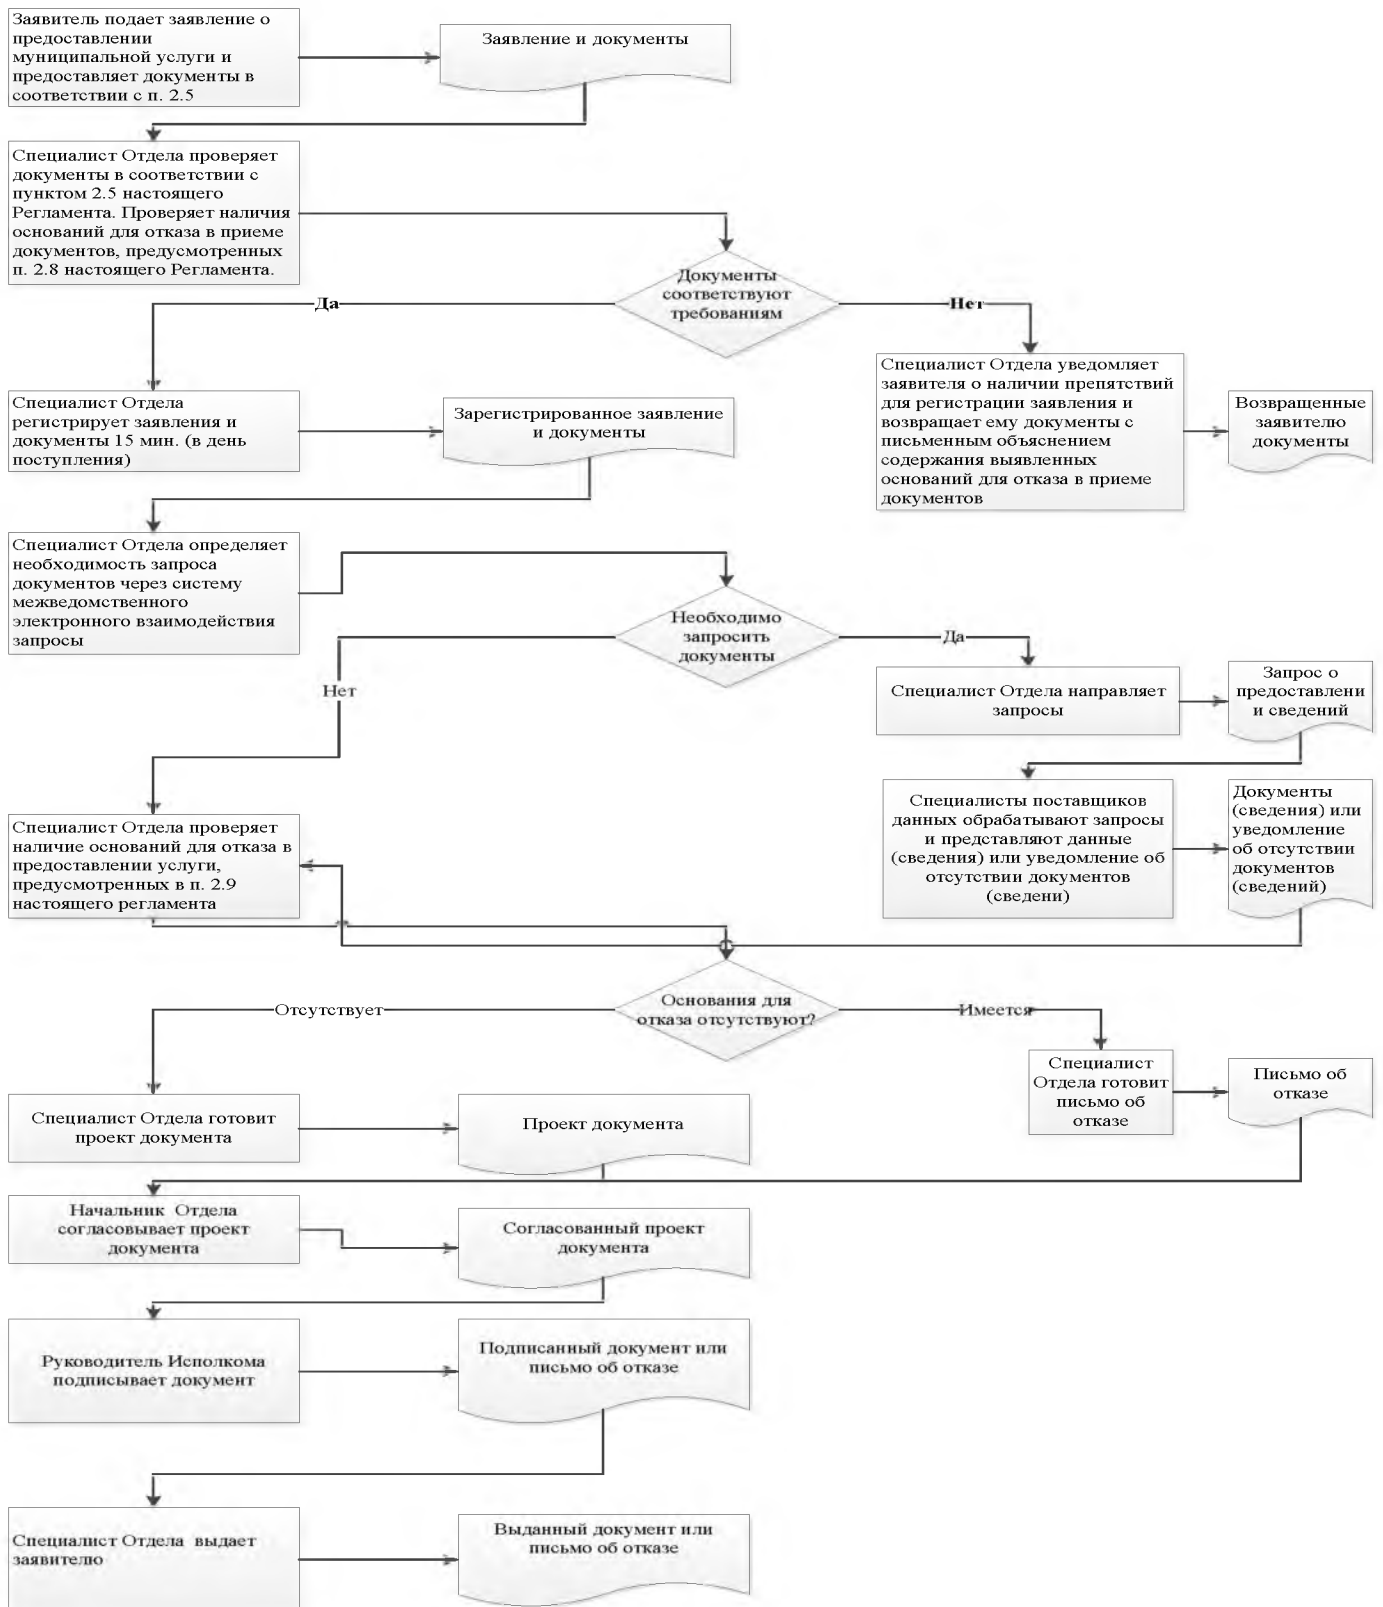 Заявитель подает заявление о
предоставлении
муниципальной услуги и
предоставляет документы в
соответствии с п. 2.5
Заявление и документы
Специалист Отдела проверяет
документы в соответствии с
пунктом 2.5 настоящего
Регламента. Проверяет наличия
оснований для отказа в приеме
документов, предусмотренных
п. 2.8 настоящего Регламента.
Документы
соответствуют
требованиям
Да
Нет
Специалист Отдела
регистрирует заявления и
документы 15 мин. (в день
поступления)
Зарегистрированное заявление
и документы
Специалист Отдела уведомляет
заявителя о наличии препятствий
для регистрации заявления и
возвращает ему документы с
письменным объяснением
содержания выявленных
оснований для отказа в приеме
документов
Возвращенные
заявителю
документы
Специалист Отдела определяет
необходимость запроса
документов через систему
межведомственного
электронного взаимодействия
запросы
Необходимо
запросить
документы
Да
Нет
Специалист Отдела направляет
запросы
Запрос о
предоставлени
и сведений
Специалисты поставщиков
данных обрабатывают запросы
и представляют данные
(сведения) или уведомление об
отсутствии документов
(сведени)
Документы
(сведения) или
уведомление
об отсутствии
документов
(сведений)
Специалист Отдела проверяет
наличие оснований для отказа в
предоставлении услуги,
предусмотренных в п. 2.9
настоящего регламента
Основания для
отказа отсутствуют?
Отсутствует
Имеется
Специалист
Отдела готовит
письмо об
отказе
Письмо об
отказе
Специалист Отдела готовит
проект документа
Проект документа
Начальник Отдела
согласовывает проект
документа
Согласованный проект
документа
Руководитель Исполкома
подписывает документ
Подписанный документ или
письмо об отказе
Специалист Отдела выдает
заявителю
Выданный документ или
письмо об отказе